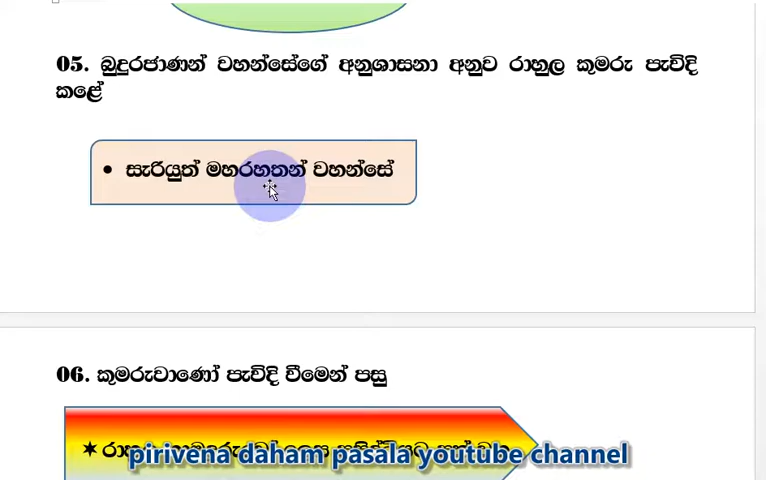 05. බුදුරජාණන් වහන්සේගේ අනුශාසනා අනුව රාහුල කුමරු පැවිදි
කළේ
• සැරියුත් මහරහතන් වහන්සේ
06. කුමරුවාණෝ පැවිදි වීමෙන් පසු
pirivena daham pasala youtube channel